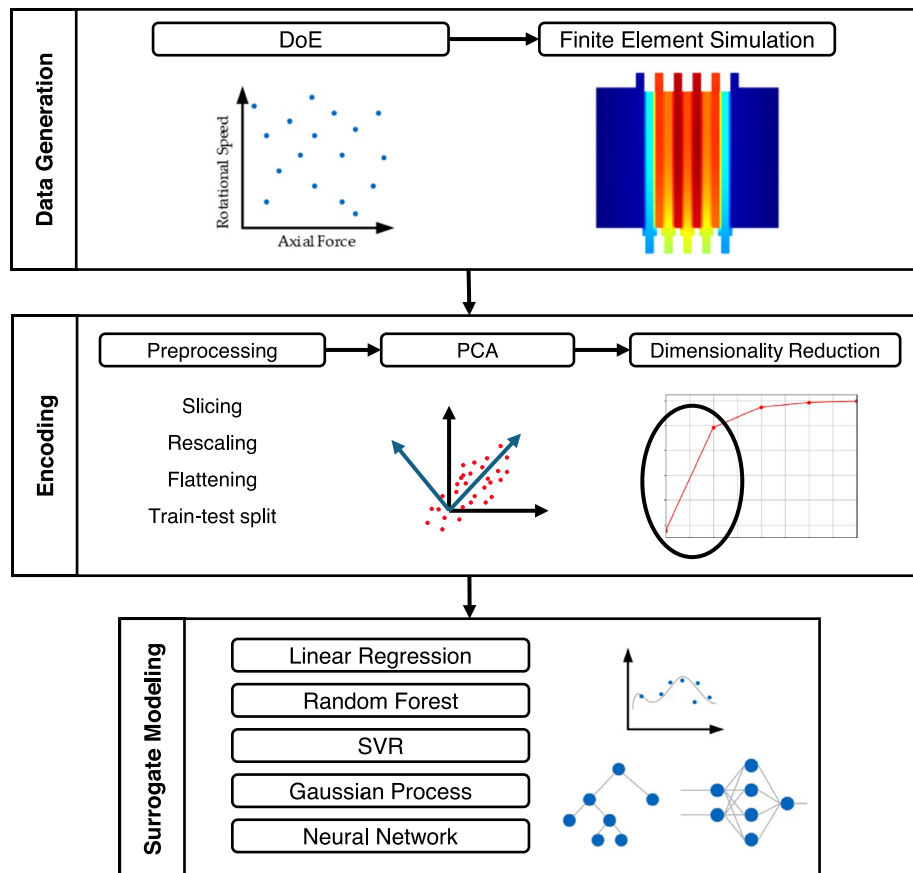 Data Generation
DoE
Finite Element Simulation
Rotational Speed
Axial Force
Encoding
Preprocessing
PCA
Dimensionality Reduction
Slicing
Rescaling
Flattening
Train-test split
Surrogate Modeling
Linear Regression
Random Forest
SVR
Gaussian Process
Neural Network